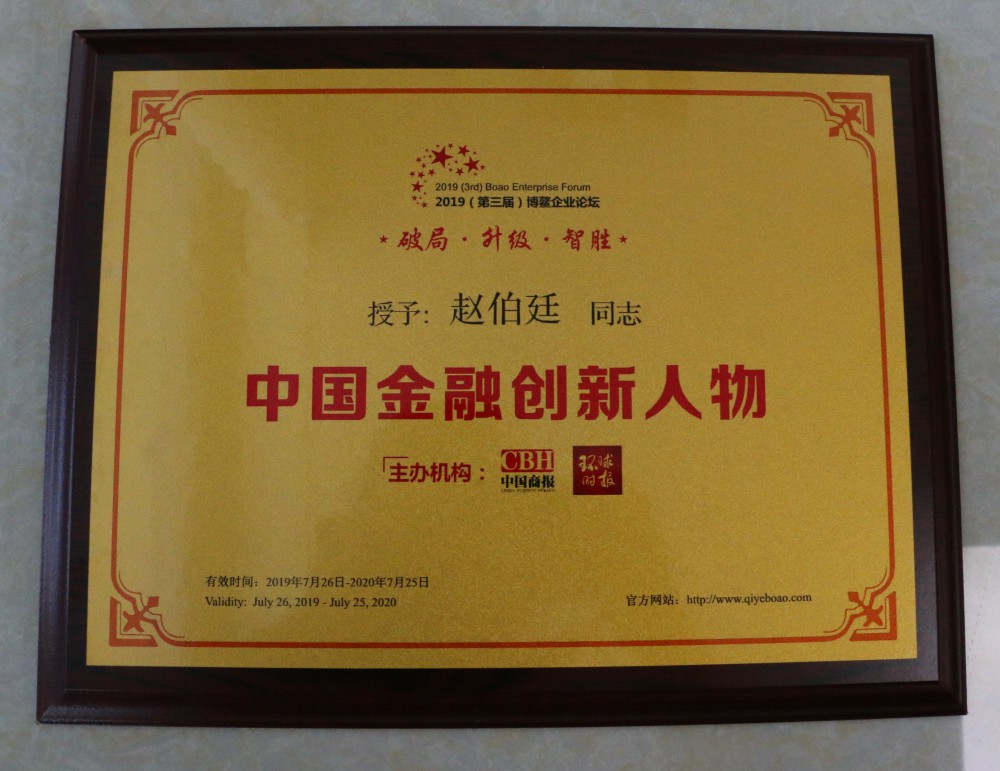 2019 (3rd) Boao Enterprise Forum
2019（第三届）博鳌企业论坛
★ 破局·升级·智胜 ★
授予：赵伯廷 同志
中国金融创新人物
主办机构：
CBH
中国商报
环球
时报
有效时间：2019年7月26日-2020年7月25日
Validity: July 26, 2019 - July 25, 2020
官方网站：http://www.qiyeboao.com